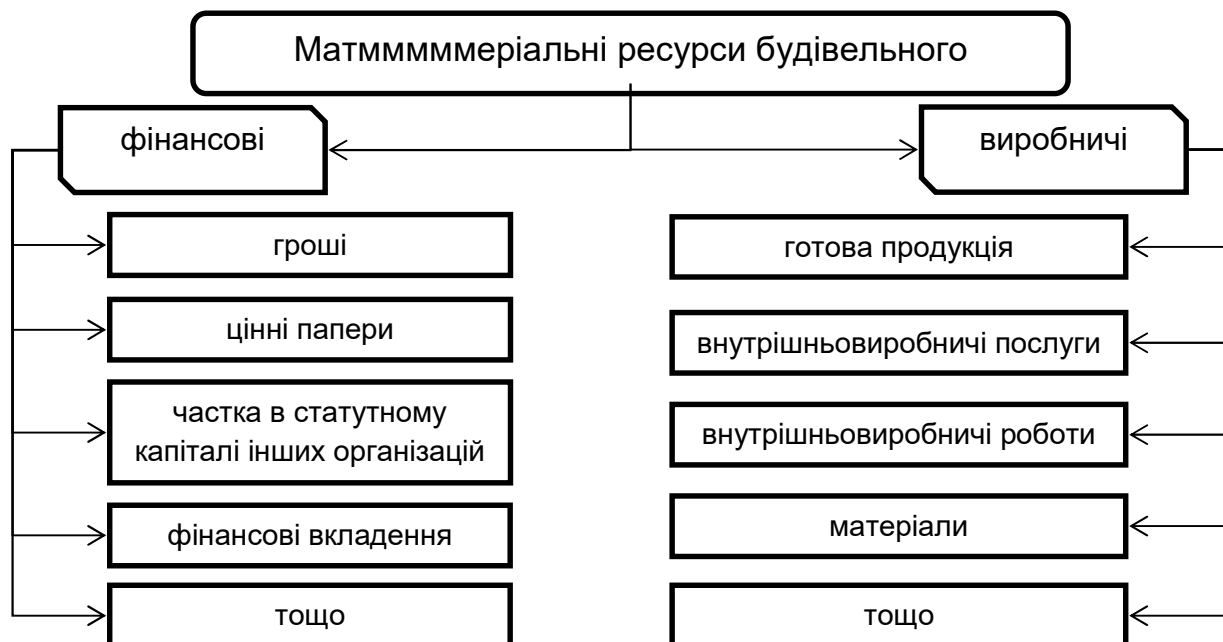 Матмммммеріальні ресурси будівельного
фінансові
виробничі
гроші
цінні папери
частка в статутному
капіталі інших організацій
фінансові вкладення
тощо
готова продукція
внутрішньовиробничі послуги
внутрішньовиробничі роботи
матеріали
тощо